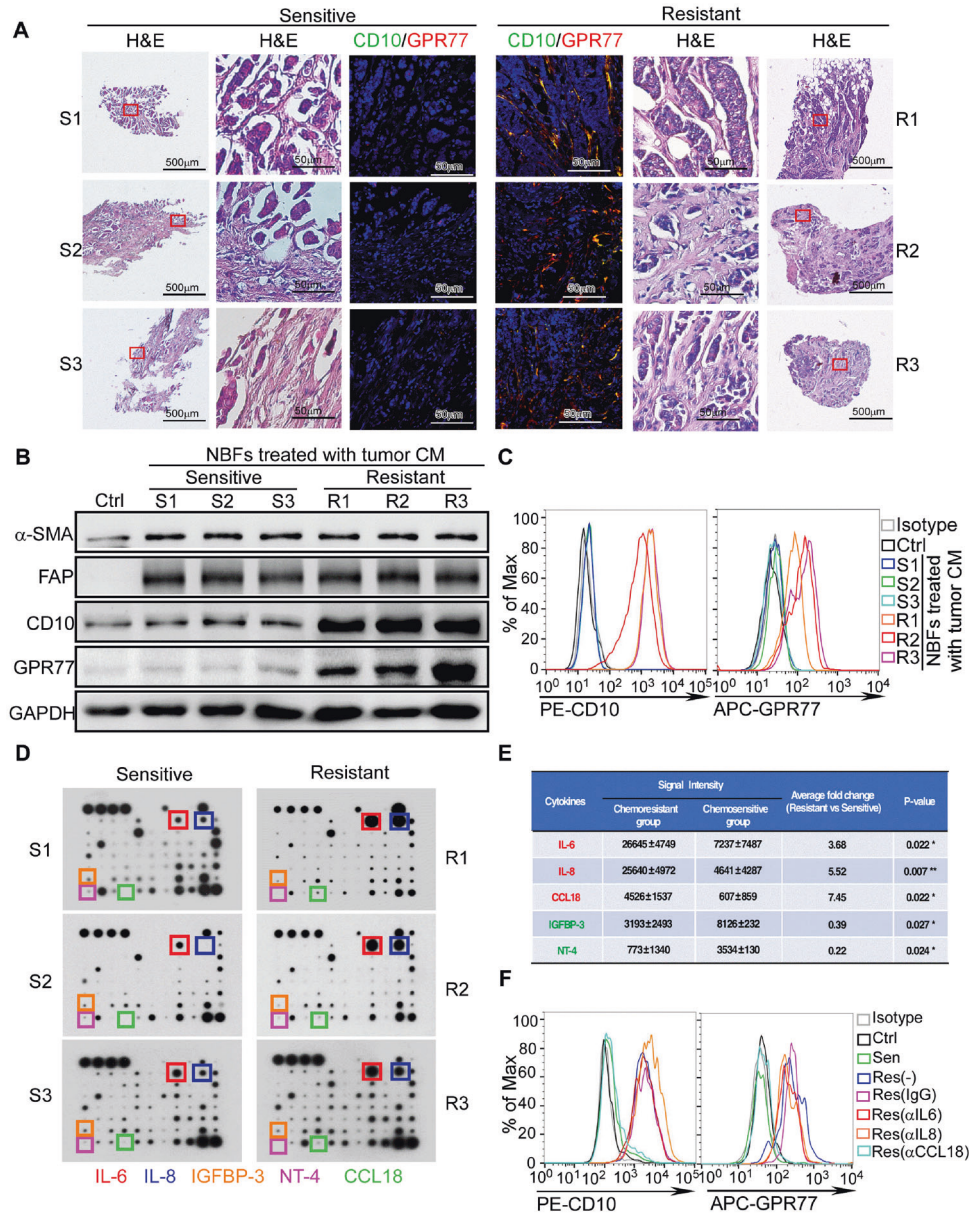 A
Sensitive
Resistant
H&E H&E CD10/GPR77 CD10/GPR77 H&E H&E
S1 500μm 50μm 50μm 50μm 50μm 500μm R1
S2 500μm 50μm 50μm 50μm 50μm 500μm R2
S3 500μm 50μm 50μm 50μm 50μm 500μm R3
B
NBFs treated with tumor CM
Sensitive Resistant
Ctrl S1 S2 S3 R1 R2 R3
α-SMA
FAP
CD10
GPR77
GAPDH
C
% of Max
100
80
60
40
20
0
10⁰ 10¹ 10² 10³ 10⁴ 10⁵
PE-CD10
10⁰ 10¹ 10² 10³ 10⁴
APC-GPR77
Isotype
Ctrl
S1
S2
S3
R1
R2
R3
NBFs treated
with tumor CM
D
Sensitive Resistant
S1 R1
S2 R2
S3 R3
IL-6 IL-8 IGFBP-3 NT-4 CCL18
E
Cytokines Signal Intensity Average fold change P-value
(Resistant vs Sensitive)
Chemoresistant Chemosensitive
group group
IL-6 26645±4749 7237±7487 3.68 0.022 *
IL-8 25640±4972 4641±4287 5.52 0.007 **
CCL18 4526±1537 607±859 7.45 0.022 *
IGFBP-3 3193±2493 8126±232 0.39 0.027 *
NT-4 773±1340 3534±130 0.22 0.024 *
F
% of Max
100
80
60
40
20
0
10⁰ 10¹ 10² 10³ 10⁴ 10⁵
PE-CD10
10⁰ 10¹ 10² 10³ 10⁴
APC-GPR77
Isotype
Ctrl
Sen
Res(-)
Res(IgG)
Res(αIL6)
Res(αIL8)
Res(αCCL18)